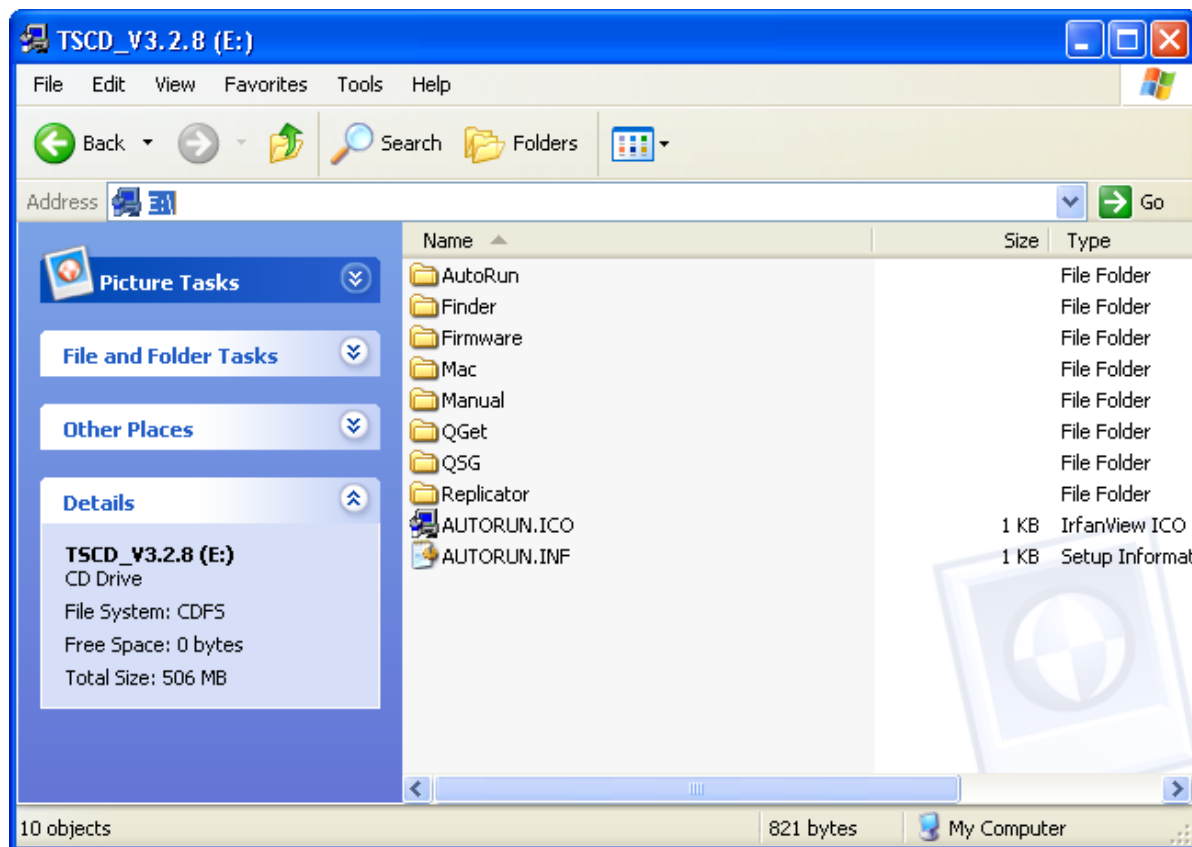 TSCD_V3.2.8 (E:)
File Edit View Favorites Tools Help
Back Search Folders
Address E:\ Go
Name Size Type
Picture Tasks
File and Folder Tasks
Other Places
Details
TSCD_V3.2.8 (E:)
CD Drive
File System: CDFS
Free Space: 0 bytes
Total Size: 506 MB
AutoRun File Folder
Finder File Folder
Firmware File Folder
Mac File Folder
Manual File Folder
QGet File Folder
QSG File Folder
Replicator File Folder
AUTORUN.ICO 1 KB IrfanView ICO
AUTORUN.INF 1 KB Setup Informat
10 objects 821 bytes My Computer